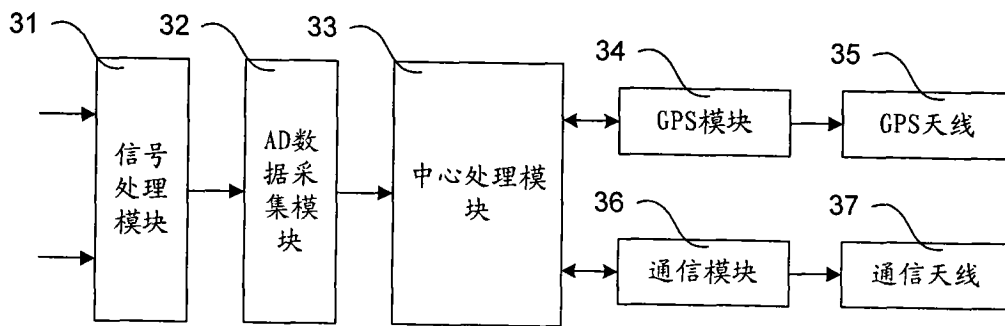 31
32
33
34
35
信号
处理
模块
AD数
据采
集模
块
中心处理模
块
GPS模块
GPS天线
36
37
通信模块
通信天线